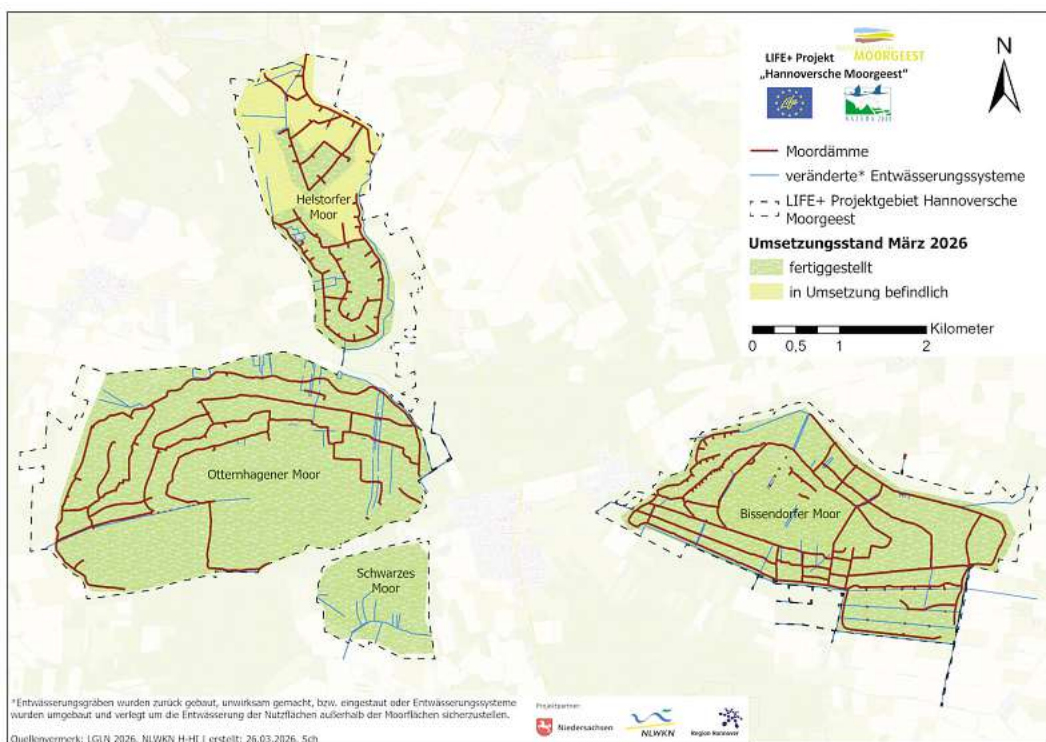 MOORGEEST
LIFE+ Projekt
„Hannoversche Moorgeest"
Life
NATURA 2000
N
Moordämme
veränderte* Entwässerungssysteme
LIFE+ Projektgebiet Hannoversche
Moorgeest
Umsetzungsstand März 2026
fertiggestellt
in Umsetzung befindlich
Kilometer
0 0,5 1 2
Helstorfer
Moor
Otternhagener Moor
Bissendorfer Moor
Schwarzes
Moor
*Entwässerungsgräben wurden zurück gebaut, unwirksam gemacht, bzw. eingestaut oder Entwässerungssysteme
wurden umgebaut und verlegt um die Entwässerung der Nutzflächen außerhalb der Moorflächen sicherzustellen.
Quellenvermerk: LGLN 2026, NLWKN H-HI | erstellt: 26.03.2026, Sch
Projektpartner:
Niedersachsen
NLWKN
Region Hannover